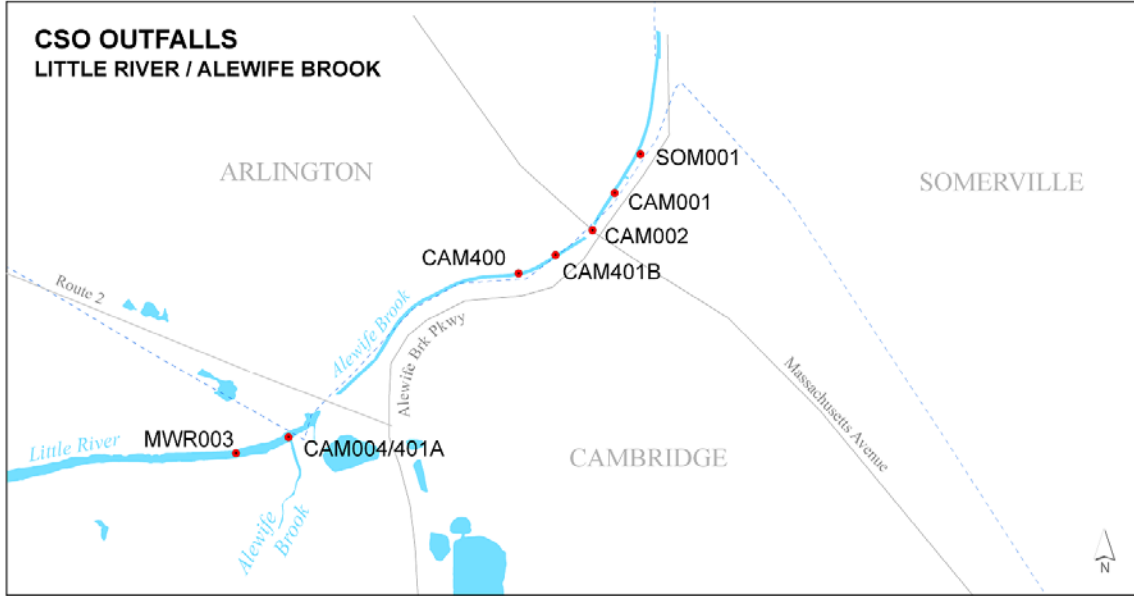 CSO OUTFALLS
LITTLE RIVER / ALEWIFE BROOK
ARLINGTON
SOM001
SOMERVILLE
CAM001
CAM002
CAM400
CAM401B
Route 2
Alewife Brook
Alewife Brk Pkwy
Massachusetts Avenue
Little River
MWR003
CAM004/401A
CAMBRIDGE
Alewife
Brook
N